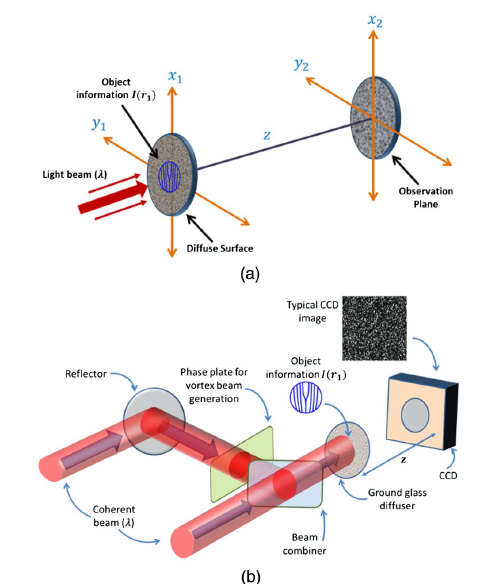 x₂
x₁
Object
information I(r₁)
y₂
y₁
z
Light beam (λ)
Observation
Plane
Diffuse Surface
(a)
Typical CCD
image
Phase plate for
vortex beam
generation
Object
information I(r₁)
Reflector
z
CCD
Coherent
beam (λ)
Ground glass
diffuser
Beam
combiner
(b)